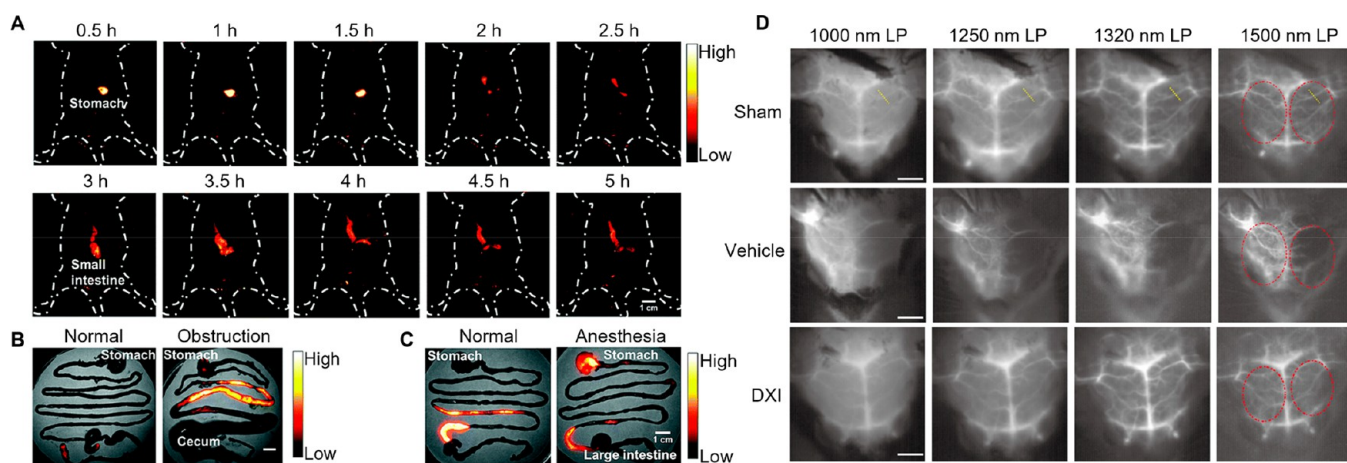 A
0.5 h
1 h
1.5 h
2 h
2.5 h
High
Stomach
Low
3 h
3.5 h
4 h
4.5 h
5 h
Small
intestine
1 cm
B
Normal
Obstruction
Stomach
Stomach
High
Cecum
Low
C
Normal
Anesthesia
Stomach
Stomach
High
1 cm
Large intestine
Low
D
1000 nm LP
1250 nm LP
1320 nm LP
1500 nm LP
Sham
Vehicle
DXI